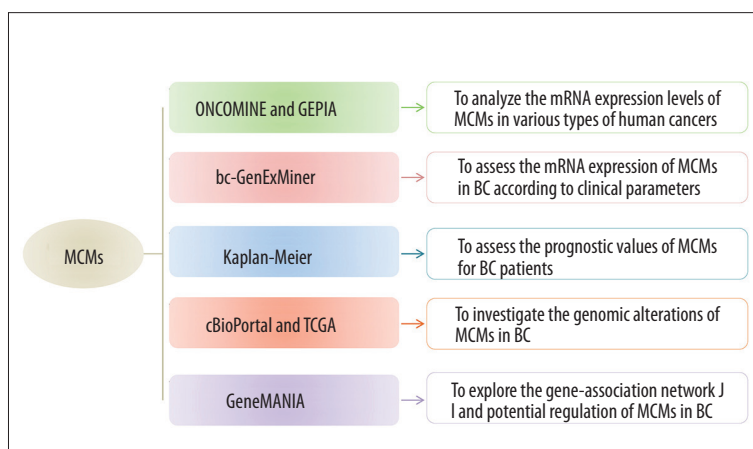 MCMs
ONCOMINE and GEPIA
To analyze the mRNA expression levels of
MCMs in various types of human cancers
bc-GenExMiner
To assess the mRNA expression of MCMs
in BC according to clinical parameters
Kaplan-Meier
To assess the prognostic values of MCMs
for BC patients
cBioPortal and TCGA
To investigate the genomic alterations of
MCMs in BC
GeneMANIA
To explore the gene-association network J
l and potential regulation of MCMs in BC